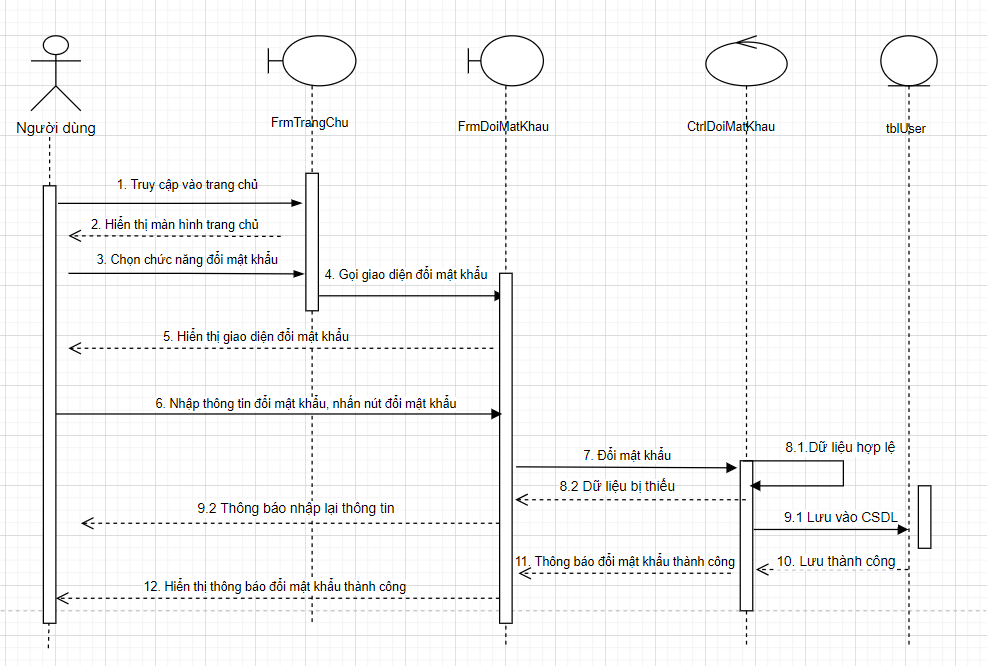 Người dùng
FrmTrangChu
FrmDoiMatKhau
CtrlDoiMatKhau
tblUser
1. Truy cập vào trang chủ
2. Hiển thị màn hình trang chủ
3. Chọn chức năng đổi mật khẩu
4. Gọi giao diện đổi mật khẩu
5. Hiển thị giao diện đổi mật khẩu
6. Nhập thông tin đổi mật khẩu, nhấn nút đổi mật khẩu
7. Đổi mật khẩu
8.1.Dữ liệu hợp lệ
8.2 Dữ liệu bị thiếu
9.2 Thông báo nhập lại thông tin
9.1 Lưu vào CSDL
10. Lưu thành công
11. Thông báo đổi mật khẩu thành công
12. Hiển thị thông báo đổi mật khẩu thành công